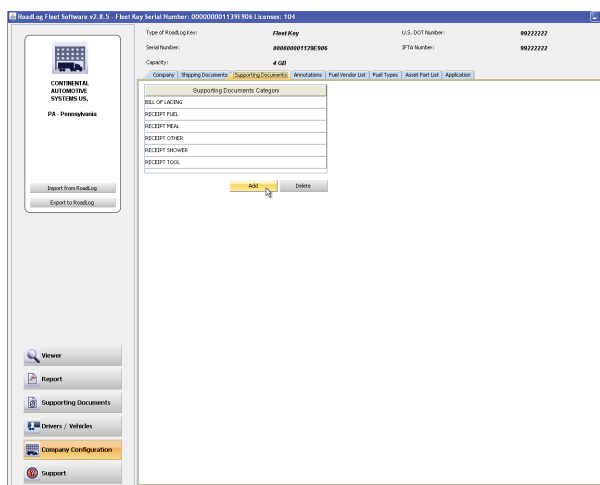 RoadLog Fleet Software v2.8.5 - Fleet Key Serial Number: 000000001139E906 Licenses: 104
CONTINENTAL
AUTOMOTIVE
SYSTEMS US,
PA - Pennsylvania
Import from RoadLog
Export to RoadLog
Viewer
Report
Supporting Documents
Drivers / Vehicles
Company Configuration
Support
Type of RoadLog Key: Fleet Key U.S. DOT Number: 99222222
Serial Number: 000000001139E906 IFTA Number: 99222222
Capacity: 4 GB
Company Shipping Documents Supporting Documents Annotations Fuel Vendor List Fuel Types Asset Part List Application
Supporting Documents Category
BILL OF LADING
RECEIPT FUEL
RECEIPT MEAL
RECEIPT OTHER
RECEIPT SHOWER
RECEIPT TOOL
Add Delete